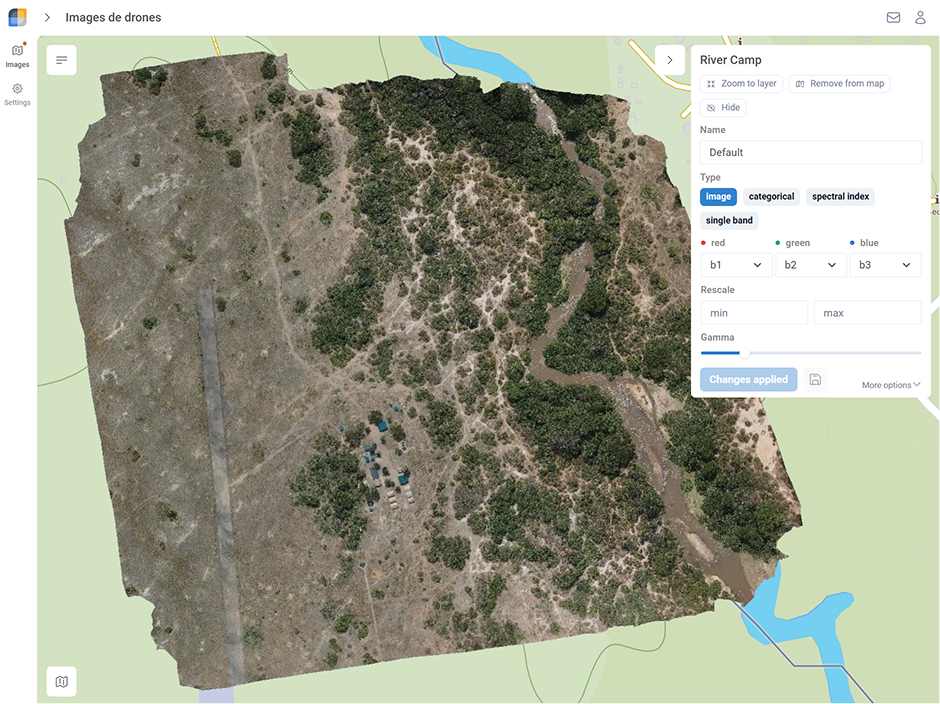 Images de drones
Images
Settings
River Camp
Zoom to layer
Remove from map
Hide
Name
Default
Type
image
categorical
spectral index
single band
red
green
blue
b1
b2
b3
Rescale
min
max
Gamma
Changes applied
More options